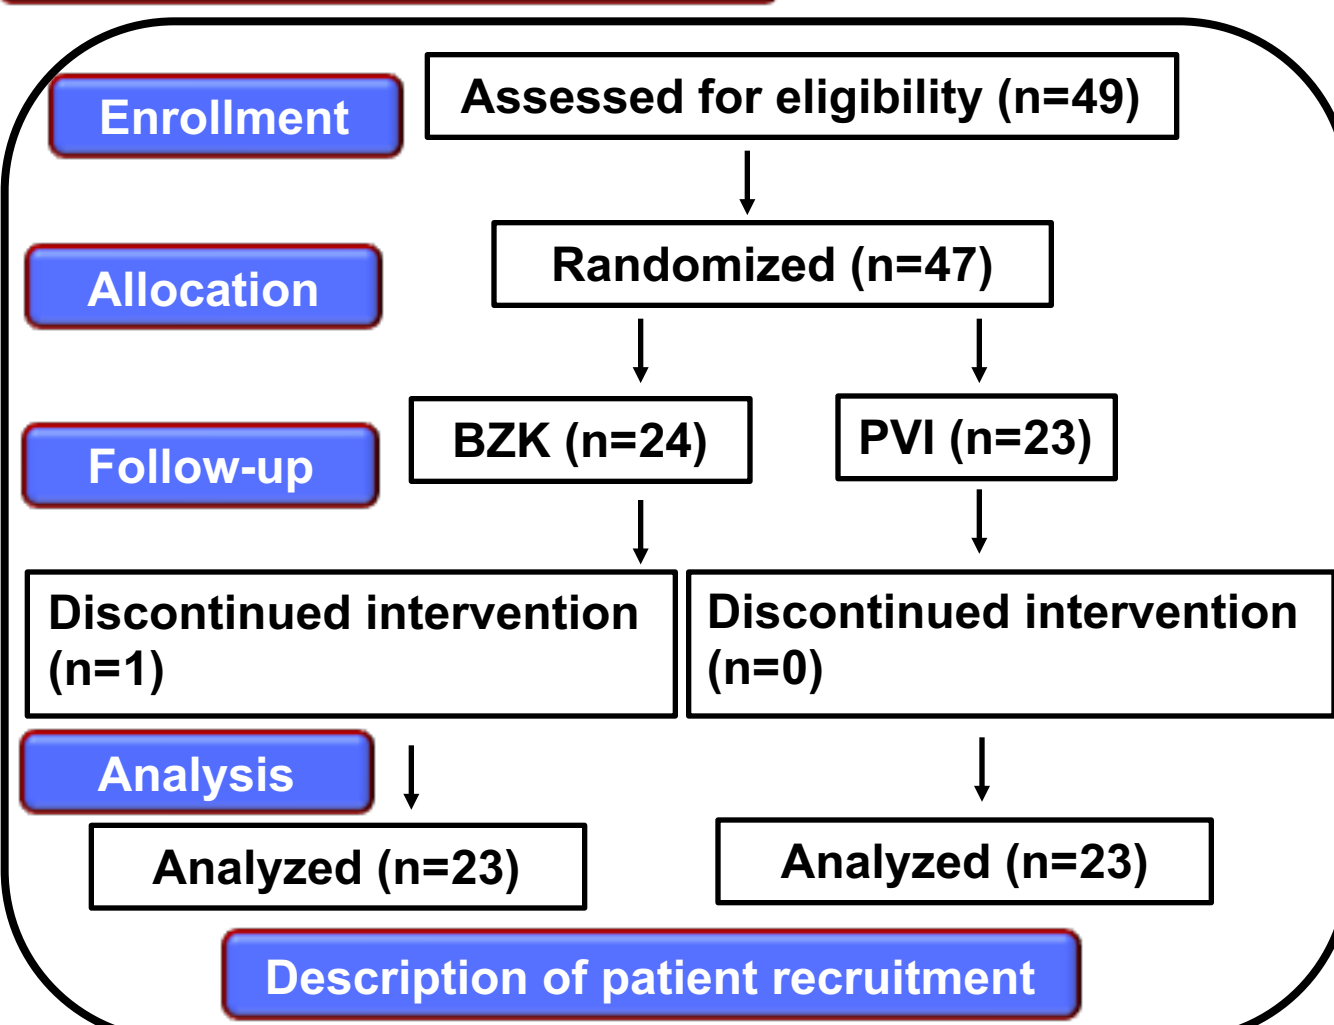 Enrollment
Assessed for eligibility (n=49)
Allocation
Randomized (n=47)
Follow-up
BZK (n=24)
PVI (n=23)
Discontinued intervention
(n=1)
Discontinued intervention
(n=0)
Analysis
Analyzed (n=23)
Analyzed (n=23)
Description of patient recruitment